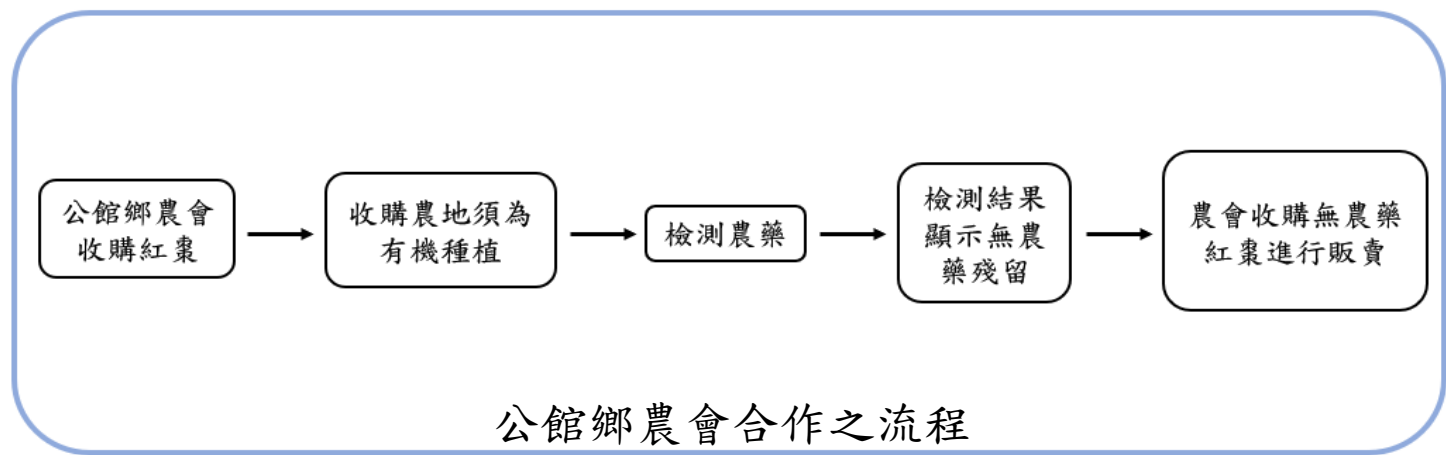 公館鄉農會
收購紅棗
收購農地須為
有機種植
檢測農藥
檢測結果
顯示無農
藥殘留
農會收購無農藥
紅棗進行販賣
公館鄉農會合作之流程